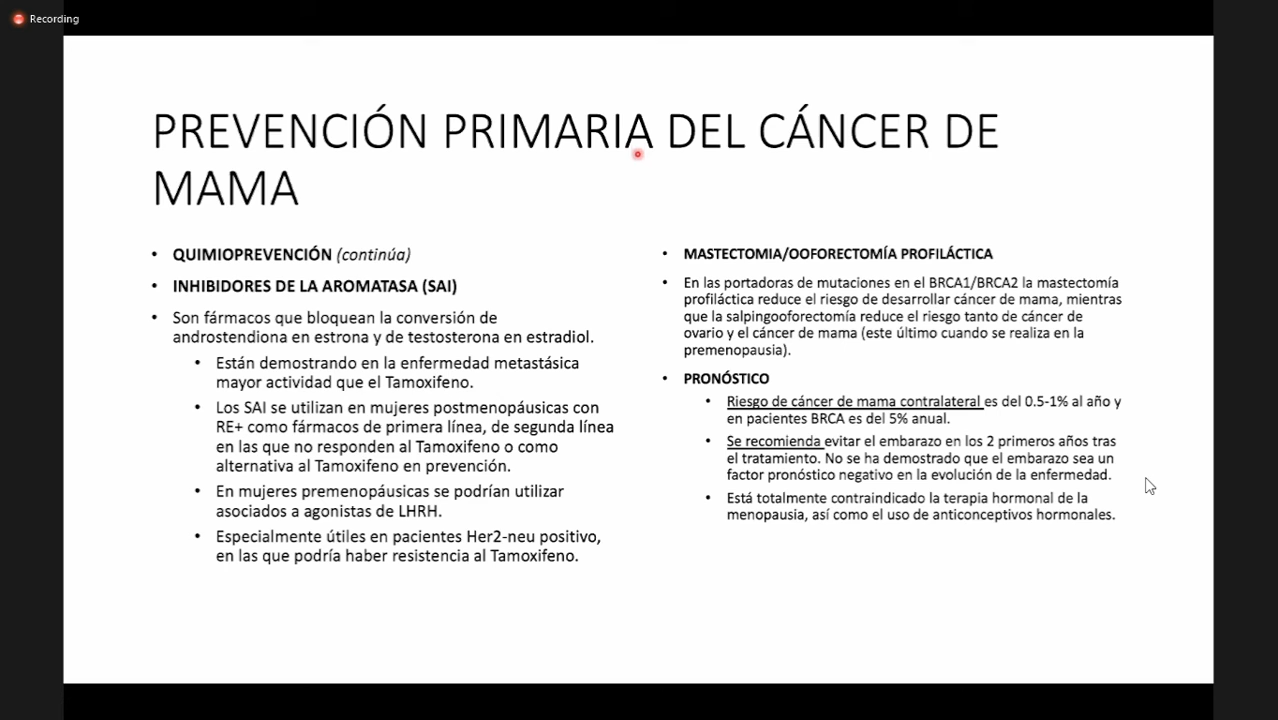 Recording
PREVENCIÓN PRIMARIA DEL CÁNCER DE
MAMA
• QUIMIOPREVENCIÓN (continúa)
• INHIBIDORES DE LA AROMATASA (SAI)
• Son fármacos que bloquean la conversión de
androstendiona en estrona y de testosterona en estradiol.
• Están demostrando en la enfermedad metastásica
mayor actividad que el Tamoxifeno.
• Los SAI se utilizan en mujeres postmenopáusicas con
RE+ como fármacos de primera línea, de segunda línea
en las que no responden al Tamoxifeno o como
alternativa al Tamoxifeno en prevención.
• En mujeres premenopáusicas se podrían utilizar
asociados a agonistas de LHRH.
• Especialmente útiles en pacientes Her2-neu positivo,
en las que podría haber resistencia al Tamoxifeno.
• MASTECTOMIA/OOFORECTOMÍA PROFILÁCTICA
• En las portadoras de mutaciones en el BRCA1/BRCA2 la mastectomía
profiláctica reduce el riesgo de desarrollar cáncer de mama, mientras
que la salpingooforectomía reduce el riesgo tanto de cáncer de
ovario y el cáncer de mama (este último cuando se realiza en la
premenopausia).
• PRONÓSTICO
• Riesgo de cáncer de mama contralateral es del 0.5-1% al año y
en pacientes BRCA es del 5% anual.
• Se recomienda evitar el embarazo en los 2 primeros años tras
el tratamiento. No se ha demostrado que el embarazo sea un
factor pronóstico negativo en la evolución de la enfermedad.
• Está totalmente contraindicado la terapia hormonal de la
menopausia, así como el uso de anticonceptivos hormonales.